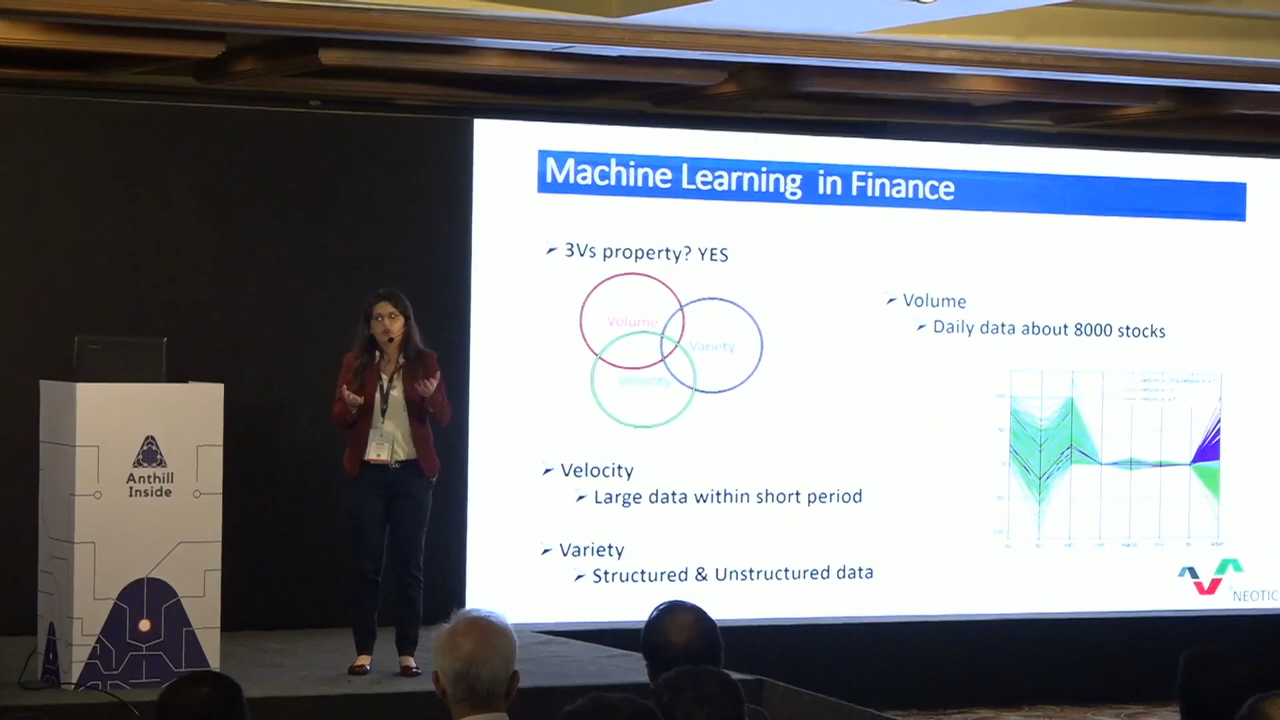 Machine Learning in Finance
➢ 3Vs property? YES
Volume
Variety
Velocity
➢ Volume
➢ Daily data about 8000 stocks
➢ Velocity
➢ Large data within short period
➢ Variety
➢ Structured & Unstructured data
NEOTIC
Anthill
Inside